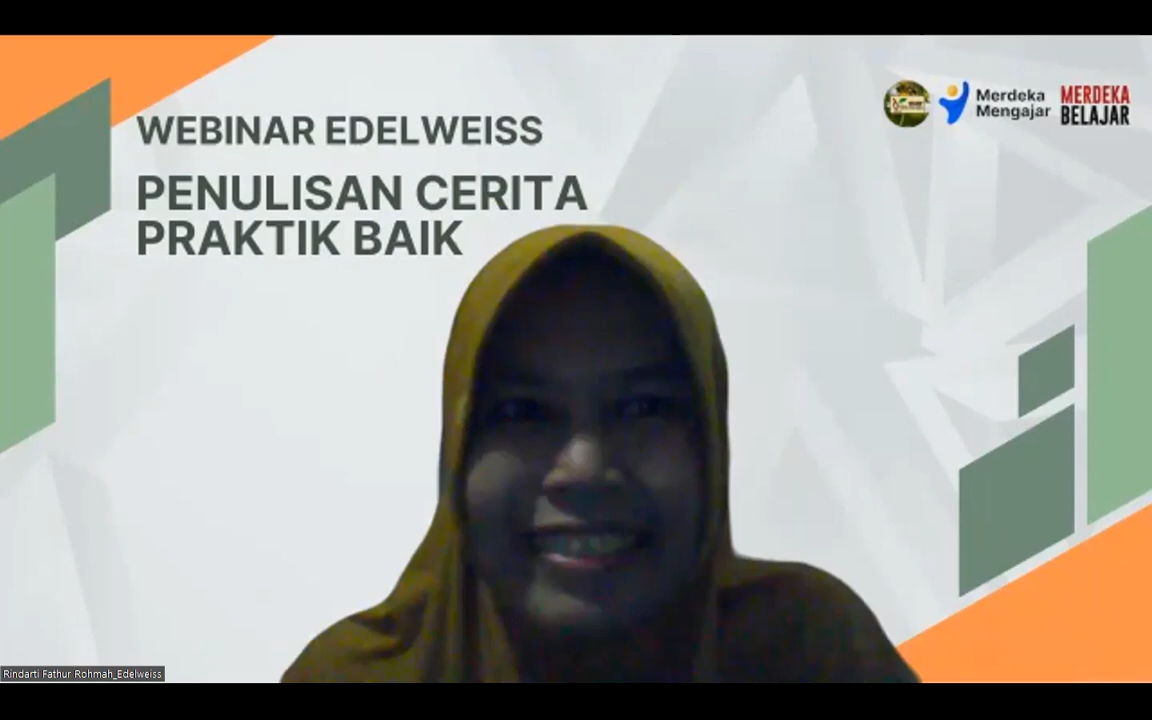 WEBINAR EDELWEISS
PENULISAN CERITA
PRAKTIK BAIK
Merdeka
Mengajar
MERDEKA
BELAJAR
Rindarti Fathur Rohmah_Edelweiss